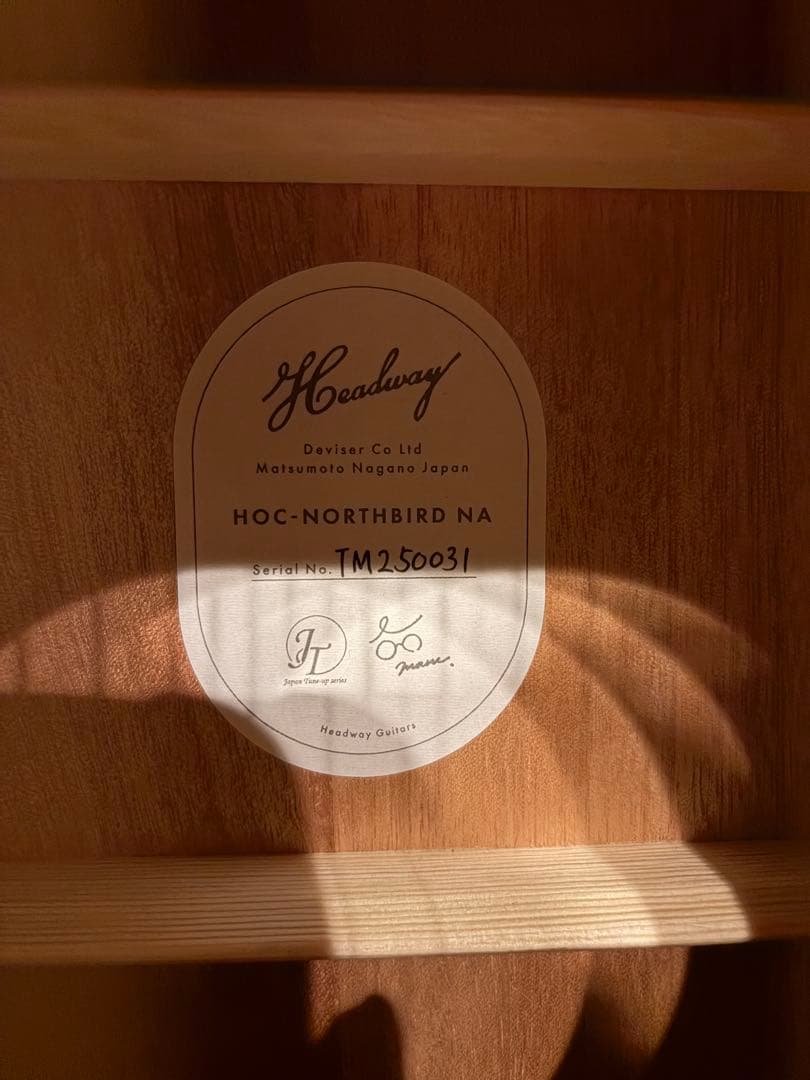 Headway
Deviser Co Ltd
Matsumoto Nagano Japan
HOC-NORTHBIRD NA
Serial No. TM250031
JT
Japan Tune-up series
Headway Guitars